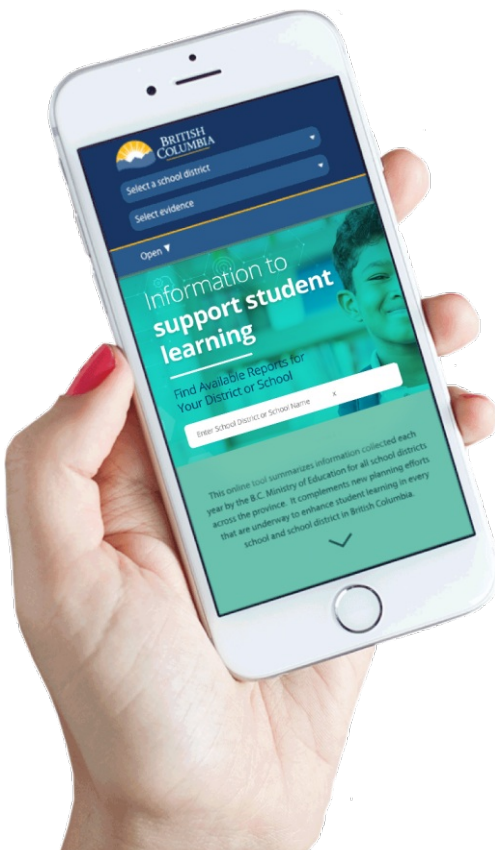 BRITISH
COLUMBIA
Select a school district
Select evidence
Open
Information to
support student
learning
Find Available Reports for
Your District or School
Enter School District or School Name x
This online tool summarizes information collected each
year by the B.C. Ministry of Education for all school districts
across the province. It complements new planning efforts
that are underway to enhance student learning in every
school and school district in British Columbia.